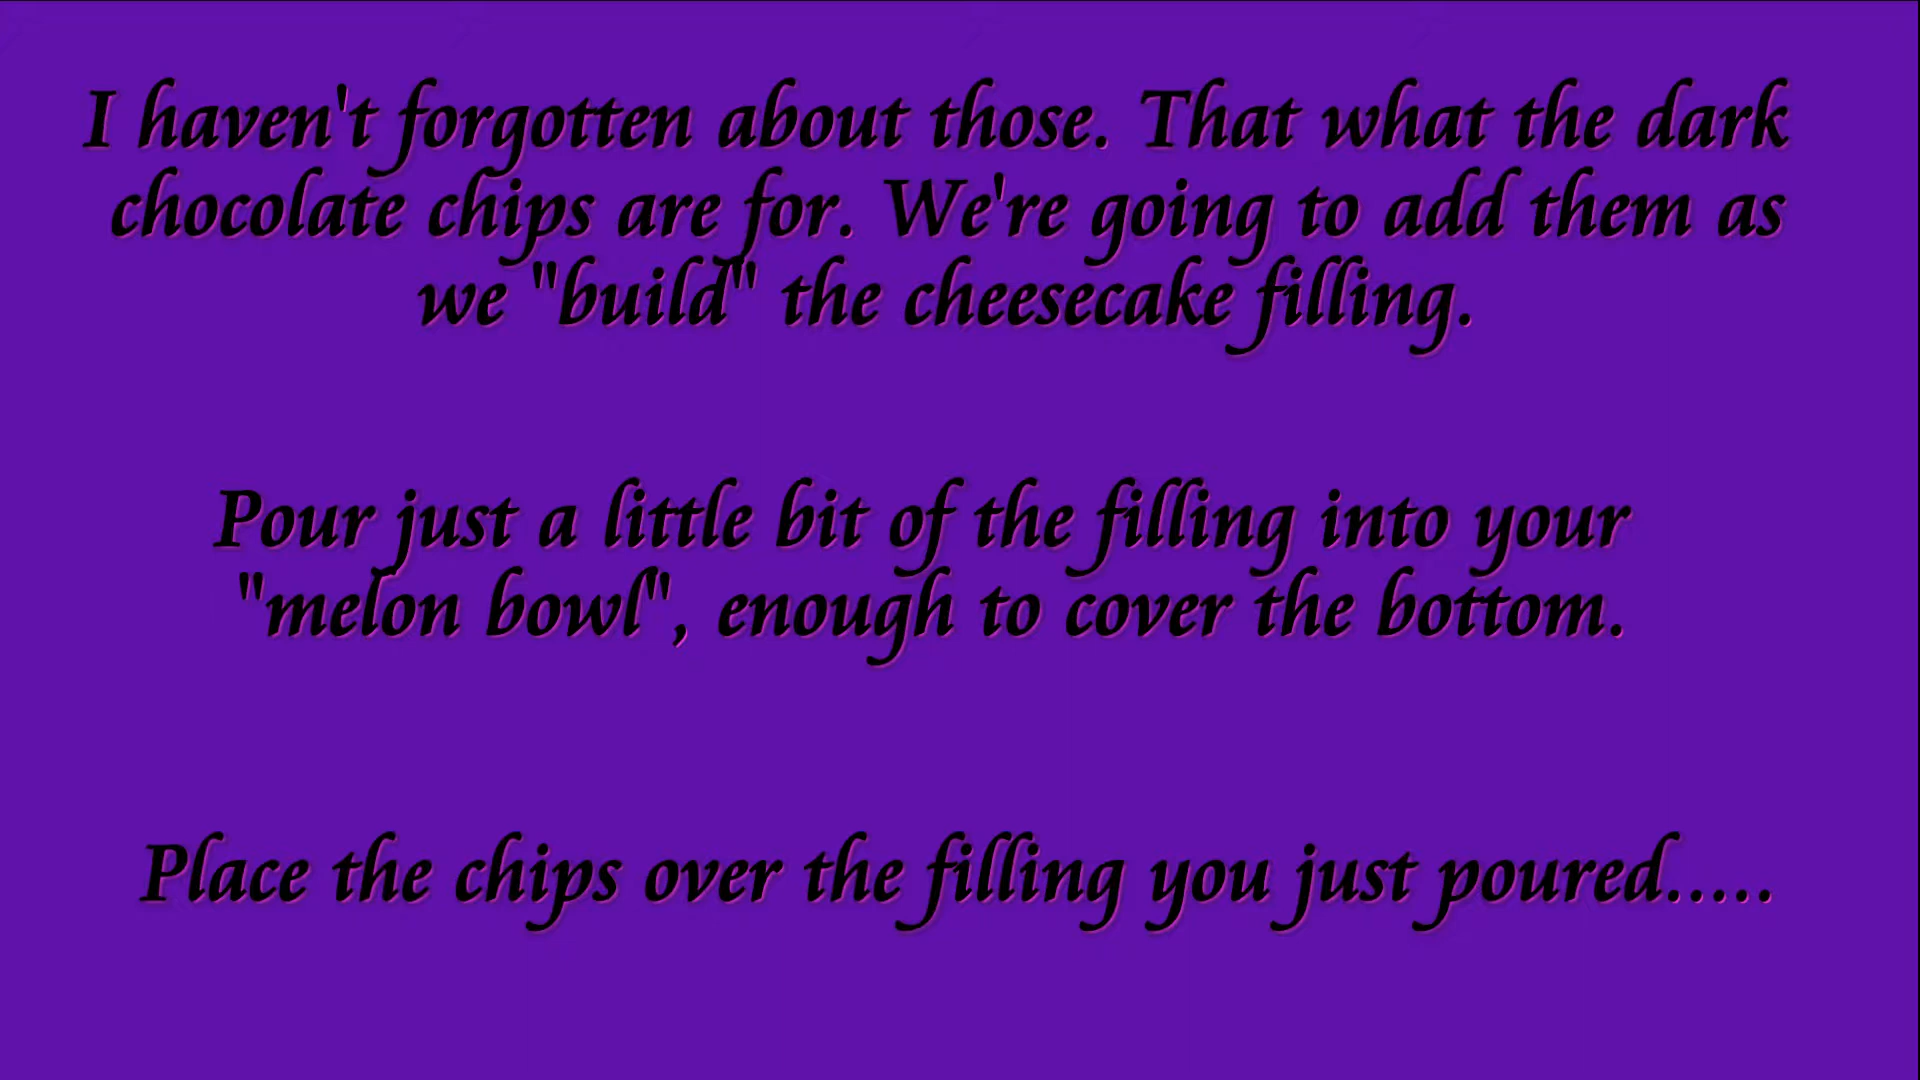 I haven't forgotten about those. That what the dark
chocolate chips are for. We're going to add them as
we "build" the cheesecake filling.
Pour just a little bit of the filling into your
"melon bowl", enough to cover the bottom.
Place the chips over the filling you just poured.....